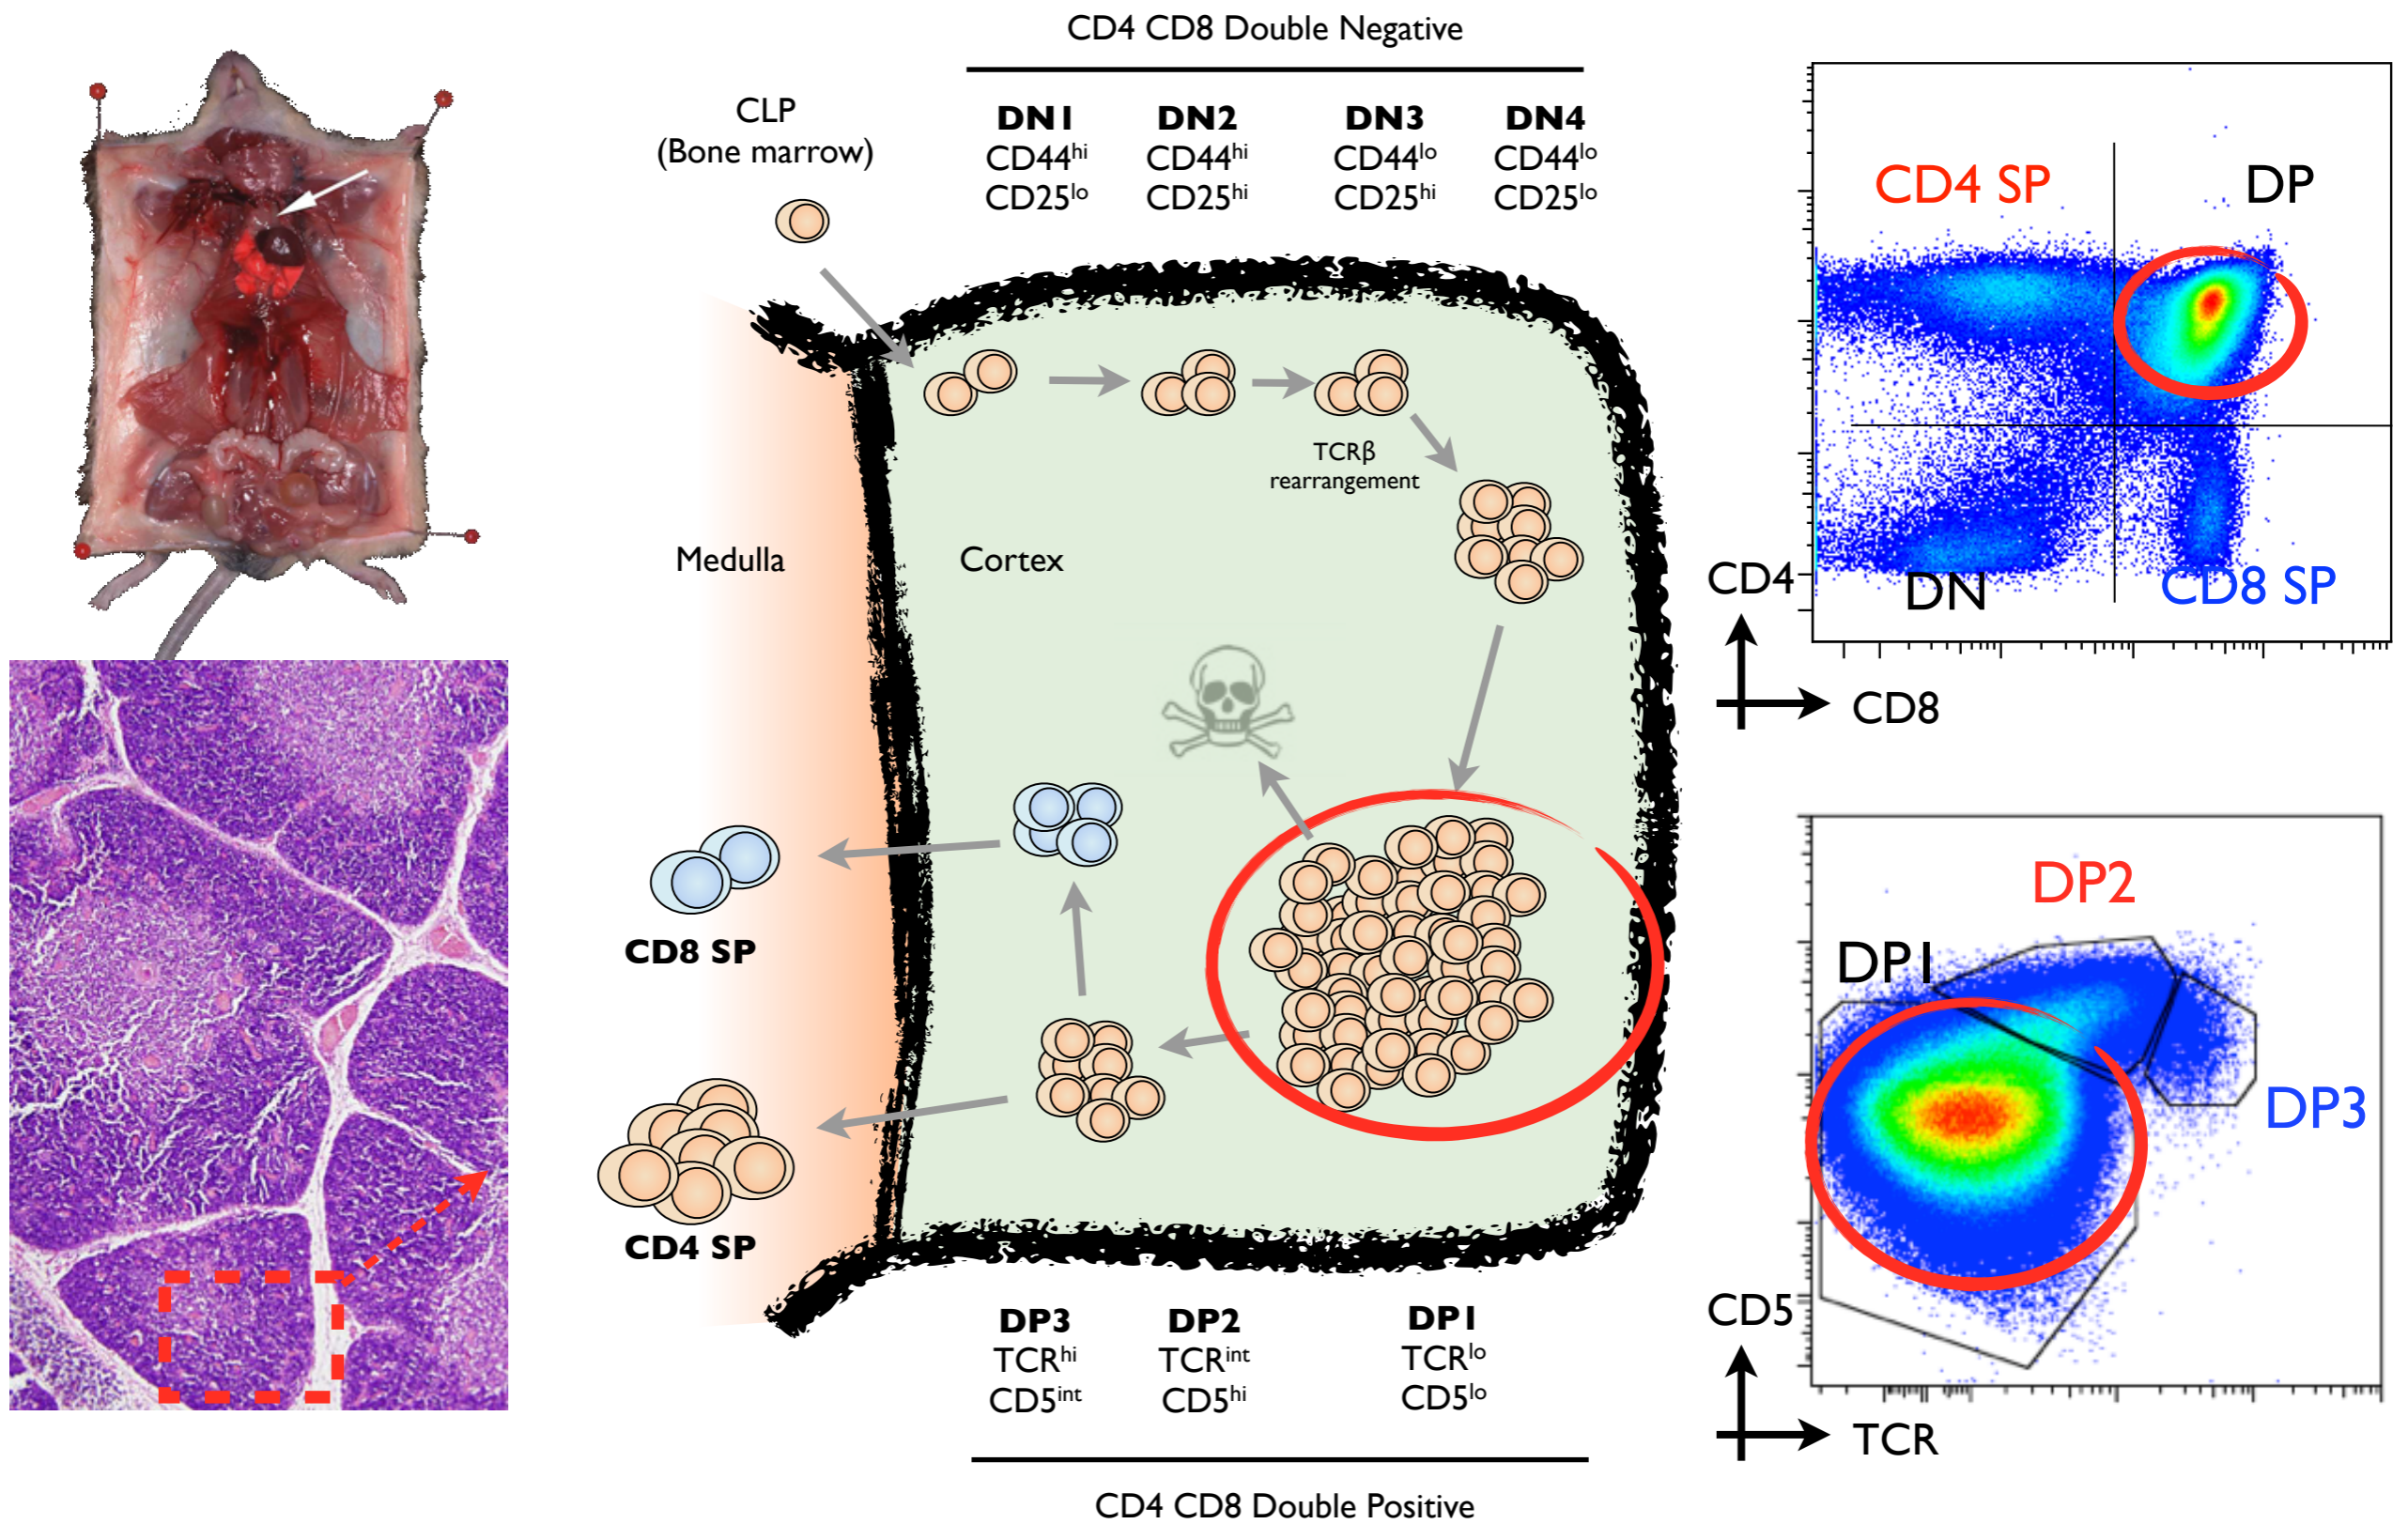 CD4 CD8 Double Negative
CLP
(Bone marrow)
DN1
CD44hi
CD25lo
DN2
CD44hi
CD25hi
DN3
CD44lo
CD25hi
DN4
CD44lo
CD25lo
TCRβ
rearrangement
Medulla
Cortex
CD8 SP
CD4 SP
DP3
TCRhi
CD5int
DP2
TCRint
CD5hi
DP1
TCRlo
CD5lo
CD4 CD8 Double Positive
CD4 SP
DP
DN
CD8 SP
CD4
CD8
DP2
DP1
DP3
CD5
TCR